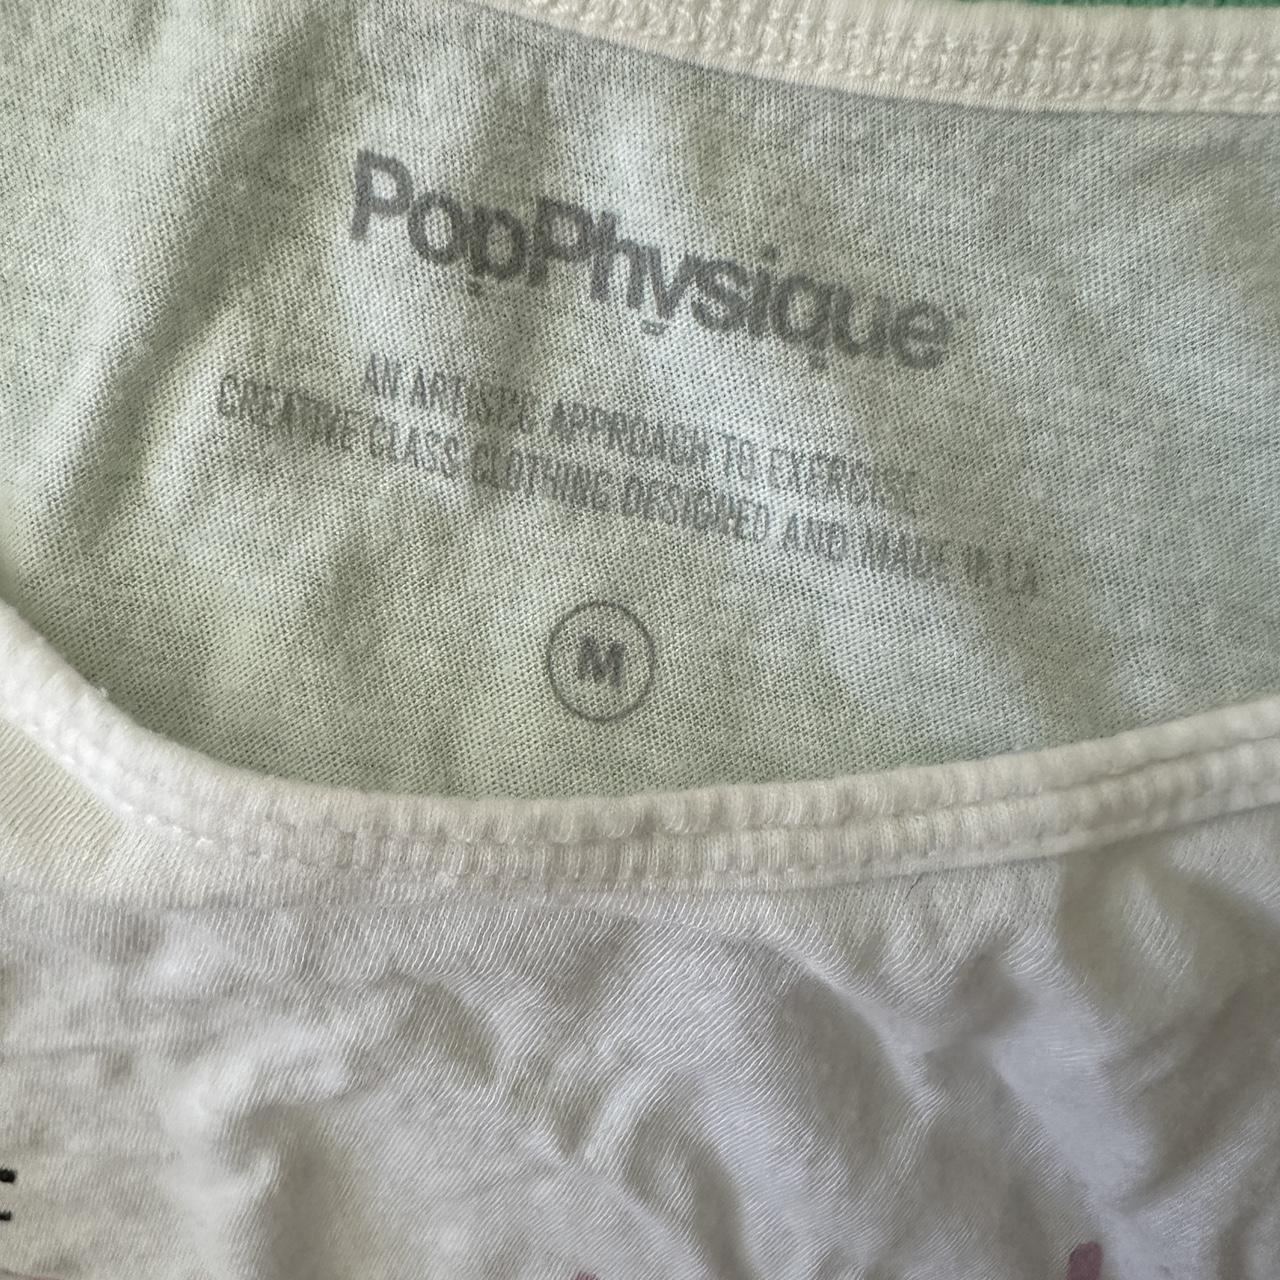 PopPhysique
AN ARTISTIC APPROACH TO EXERCISE
CREATIVE CLASS CLOTHING DESIGNED AND MADE IN LA
M